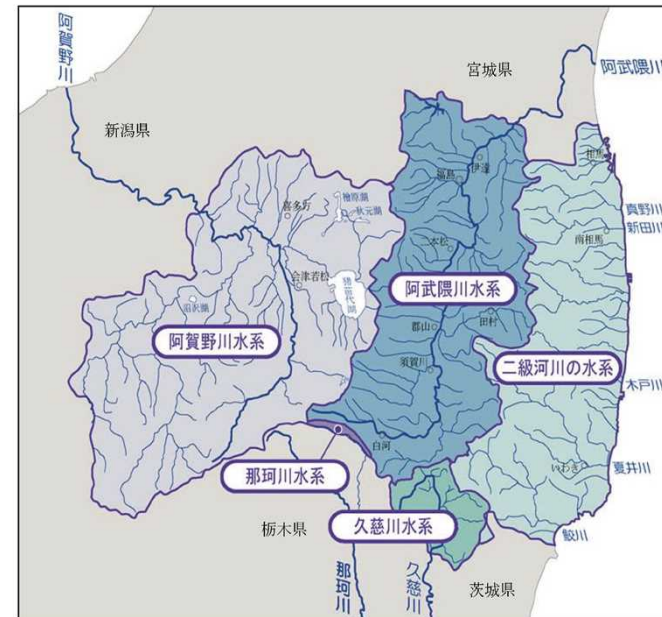 阿賀野川
宮城県
阿武隈川
新潟県
相馬
伊達
福島
檜原湖
秋元湖
喜多方
真野川
新田川
南相馬
二本松
会津若松
猪苗代湖
阿武隈川水系
沼沢湖
田村
郡山
阿賀野川水系
二級河川の水系
須賀川
木戸川
白河
那珂川水系
いわき
夏井川
久慈川水系
栃木県
鮫川
那珂川
久慈川
茨城県